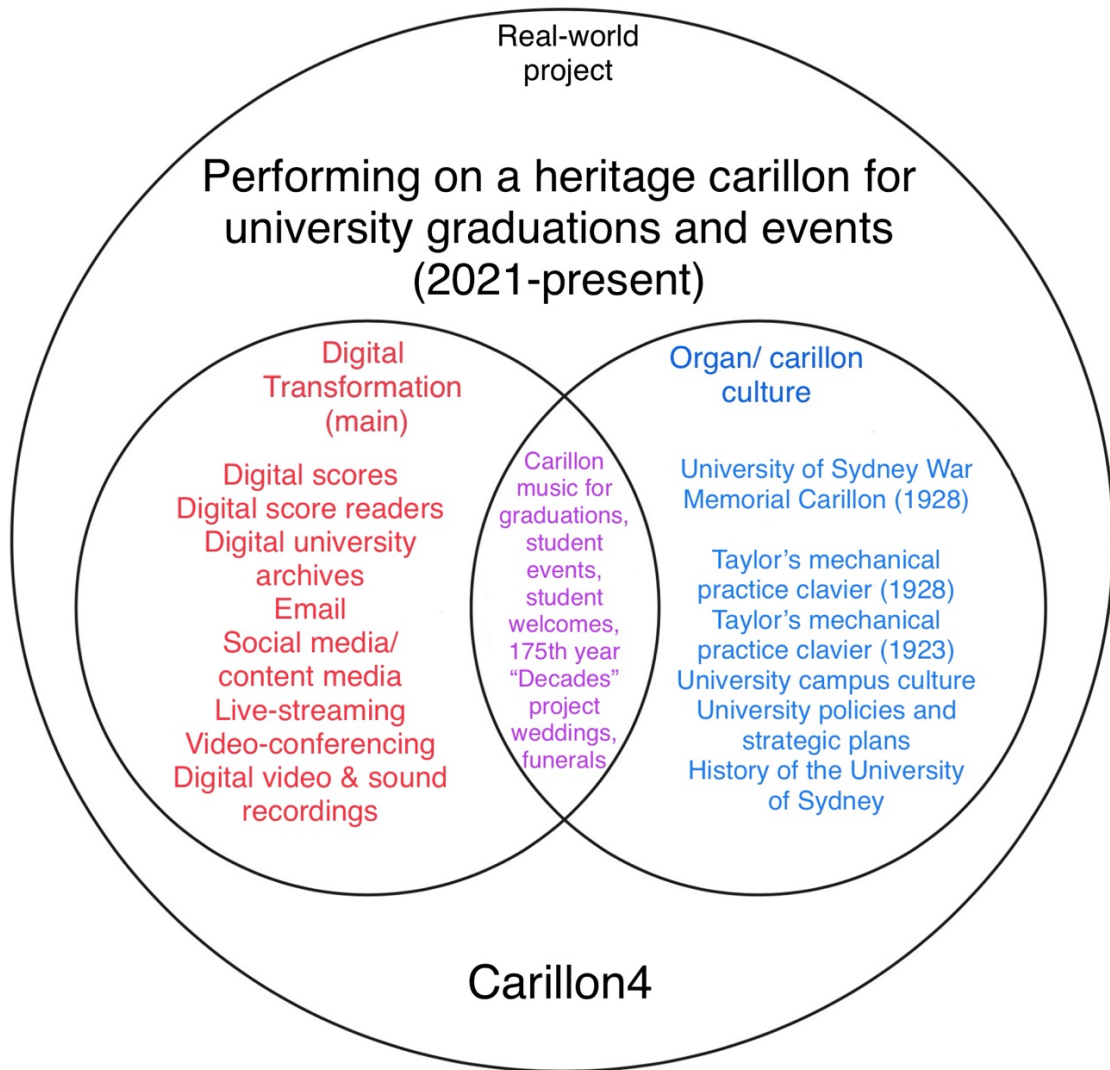 Real-world
project
Performing on a heritage carillon for
university graduations and events
(2021-present)
Digital
Transformation
(main)
Digital scores
Digital score readers
Digital university
archives
Email
Social media/
content media
Live-streaming
Video-conferencing
Digital video & sound
recordings
Carillon
music for
graduations,
student
events,
student
welcomes,
175th year
“Decades”
project
weddings,
funerals
Organ/ carillon
culture
University of Sydney War
Memorial Carillon (1928)
Taylor’s mechanical
practice clavier (1928)
Taylor’s mechanical
practice clavier (1923)
University campus culture
University policies and
strategic plans
History of the University
of Sydney
Carillon4